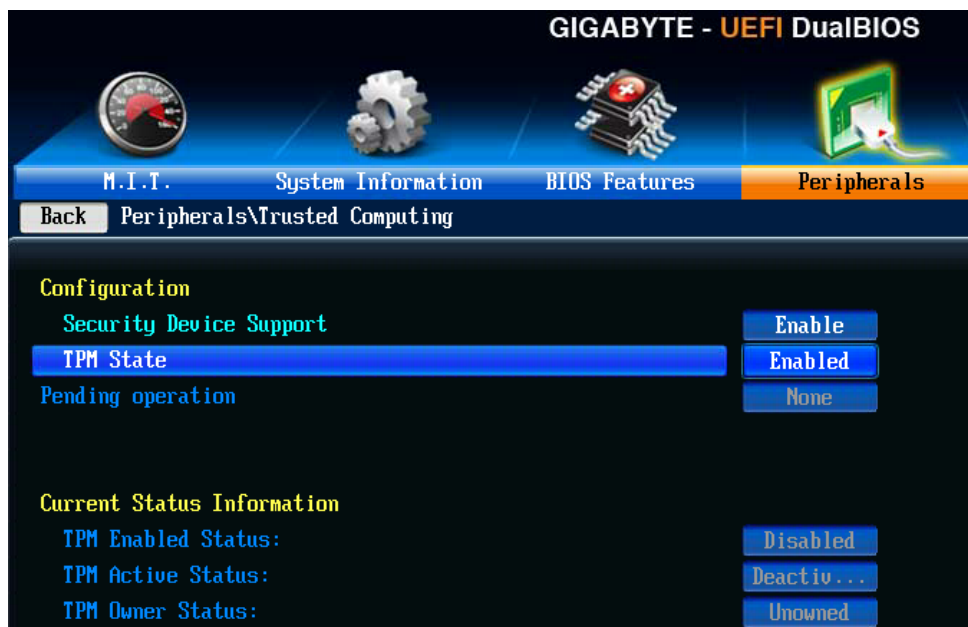 GIGABYTE - UEFI DualBIOS
M.I.T. System Information BIOS Features Peripherals
Back Peripherals\Trusted Computing
Configuration
Security Device Support Enable
TPM State Enabled
Pending operation None
Current Status Information
TPM Enabled Status: Disabled
TPM Active Status: Deactiv...
TPM Owner Status: Unowned